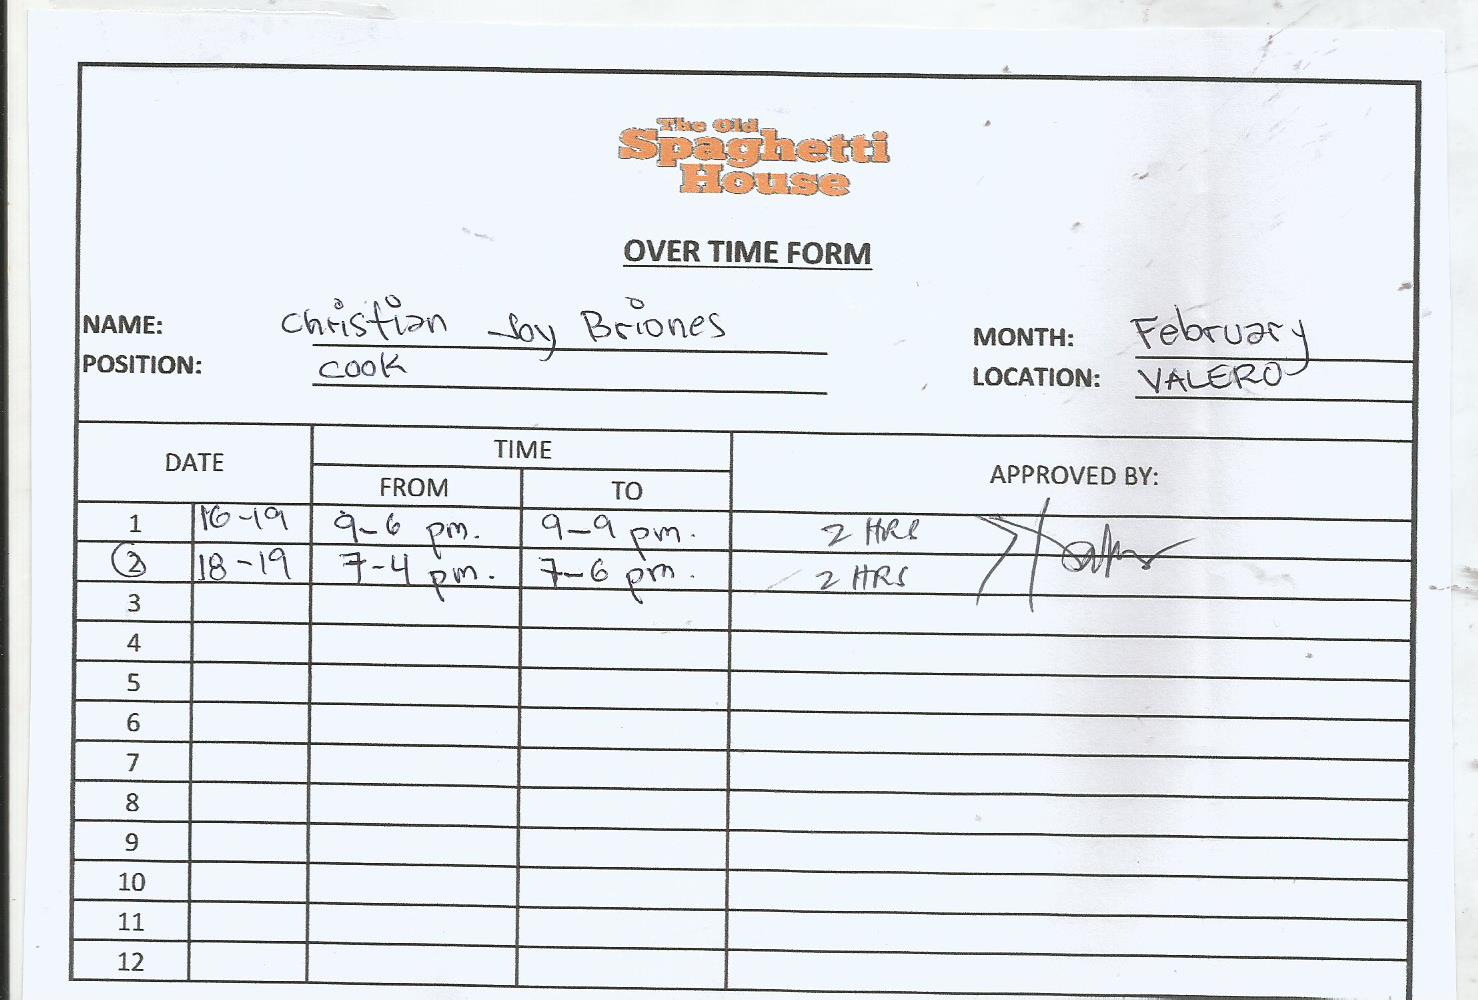 The Old
Spaghetti
House
OVER TIME FORM
NAME: Christian Joy Briones
MONTH: February
POSITION: Cook
LOCATION: VALERO
DATE TIME APPROVED BY:
FROM TO
1 16-19 9-6 pm. 9-9 pm. 2 HRS
2 18-19 7-4 pm. 7-6 pm. 2 HRS
3
4
5
6
7
8
9
10
11
12